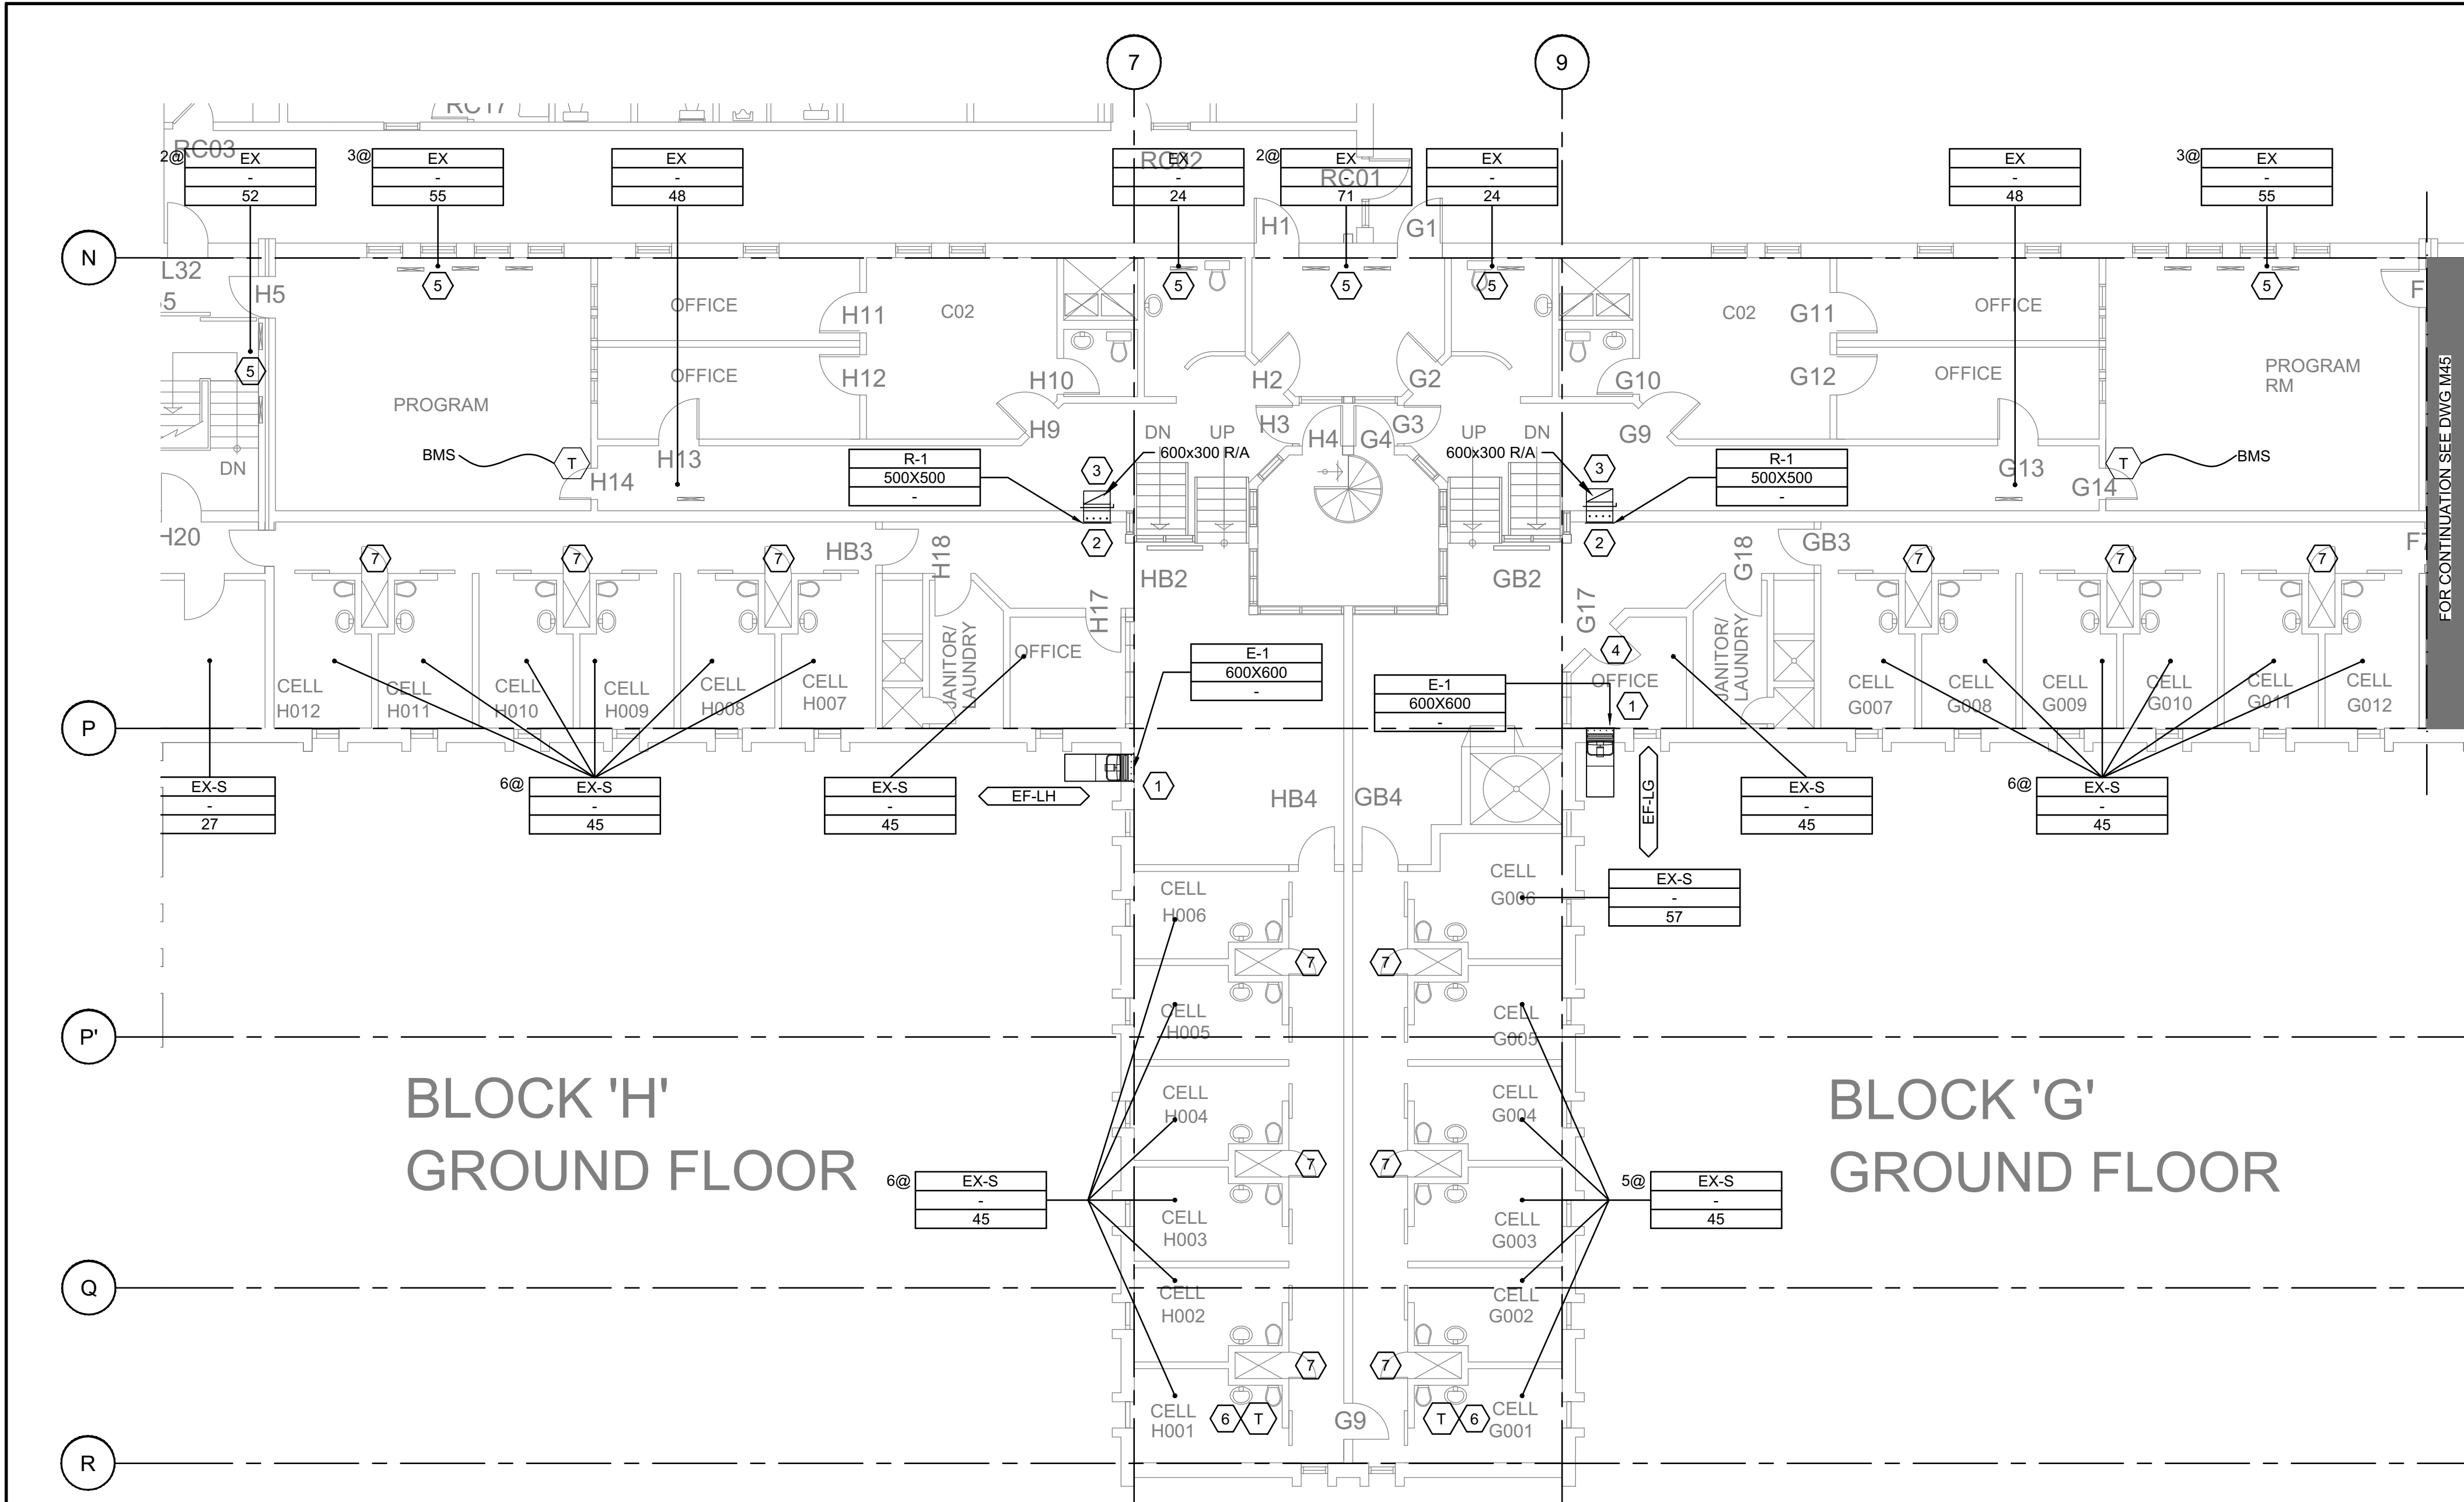 7
9
RC17
RC03
2@
EX
-
52
3@
EX
-
55
EX
-
48
RC02
EX
-
24
2@
RC01
EX
-
71
EX
-
24
EX
-
48
3@
EX
-
55
H1
G1
N
L32
H5
5
5
5
5
5
5
5
F
OFFICE
H11
C02
C02
G11
OFFICE
OFFICE
H12
H10
H2
G2
G10
G12
OFFICE
PROGRAM
RM
PROGRAM
H9
H3
H4
G4
G3
G9
DN
UP
UP
DN
600x300 R/A
600x300 R/A
BMS
T
H13
H14
DN
R-1
500X500
-
3
3
R-1
500X500
-
G13
G14
T
BMS
FOR CONTINUATION SEE DWG M45
H20
2
2
7
7
7
HB3
H18
HB2
GB2
G18
GB3
7
7
7
F7
H17
G17
JANITOR/
LAUNDRY
OFFICE
E-1
600X600
-
4
OFFICE
JANITOR/
LAUNDRY
E-1
600X600
-
1
CELL
H012
CELL
H011
CELL
H010
CELL
H009
CELL
H008
CELL
H007
CELL
G007
CELL
G008
CELL
G009
CELL
G010
CELL
G011
CELL
G012
P
EX-S
-
27
6@
EX-S
-
45
EX-S
-
45
EF-LH
1
HB4
GB4
EF-LG
EX-S
-
45
6@
EX-S
-
45
CELL
H006
CELL
G006
EX-S
-
57
7
7
CELL
H005
CELL
G005
P'
BLOCK 'H'
GROUND FLOOR
CELL
H004
CELL
G004
BLOCK 'G'
GROUND FLOOR
7
7
6@
EX-S
-
45
5@
EX-S
-
45
CELL
H003
CELL
G003
Q
CELL
H002
CELL
G002
7
7
CELL
H001
6
T
G9
T
6
CELL
G001
R